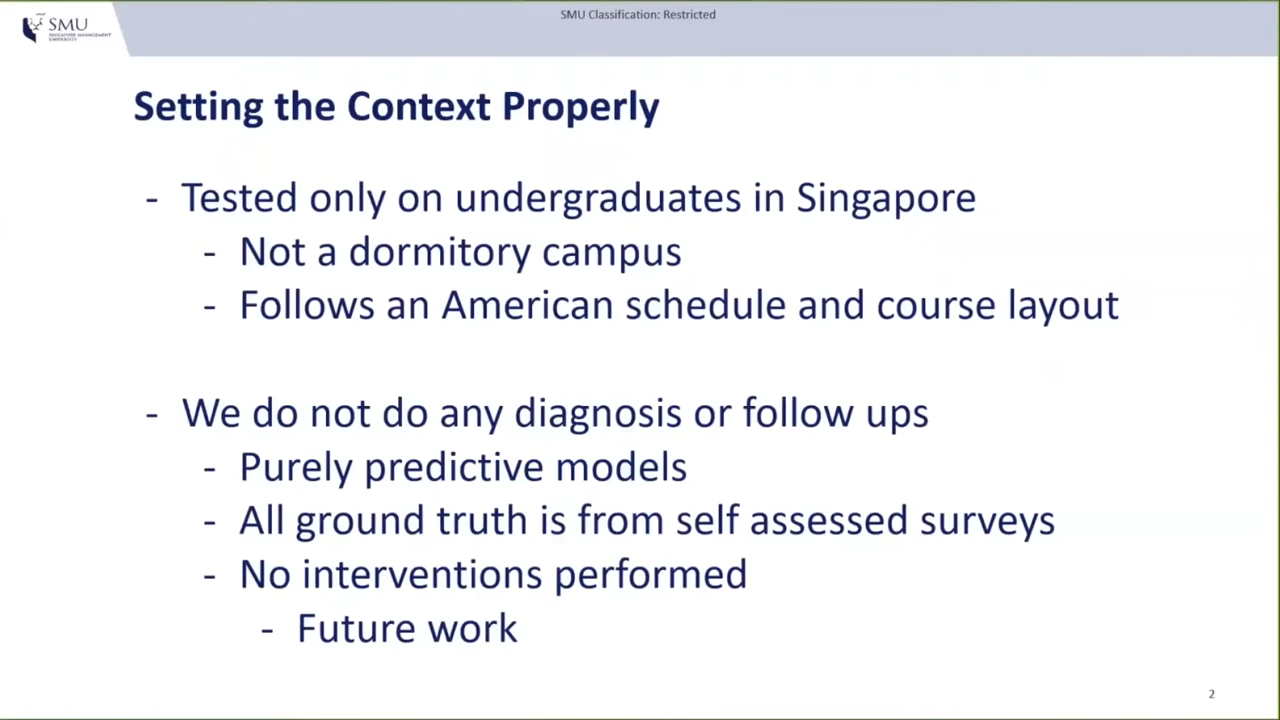 SMU Classification: Restricted
SMU
SINGAPORE MANAGEMENT
UNIVERSITY
Setting the Context Properly
- Tested only on undergraduates in Singapore
- Not a dormitory campus
- Follows an American schedule and course layout
- We do not do any diagnosis or follow ups
- Purely predictive models
- All ground truth is from self assessed surveys
- No interventions performed
- Future work
2